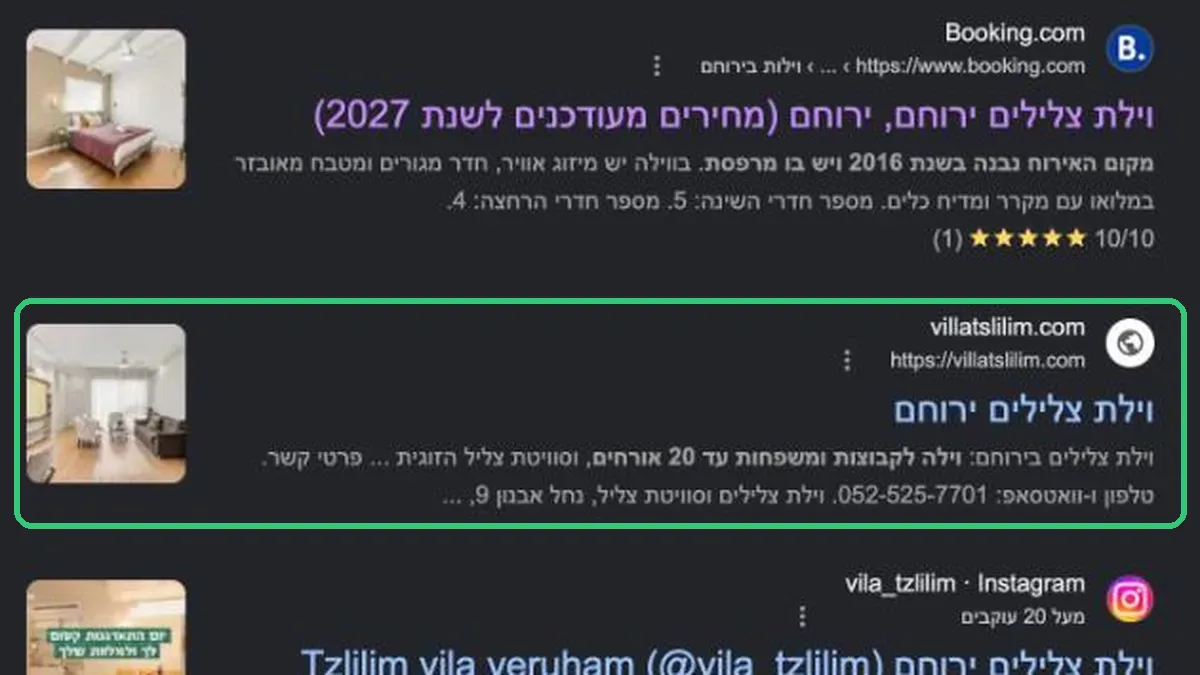 Booking.com
https://www.booking.com › ... › וילות בירוחם
וילת צלילים ירוחם, ירוחם (מחירים מעודכנים לשנת 2027)
מקום האירוח נבנה בשנת 2016 ויש בו מרפסת. בווילה יש מיזוג אוויר, חדר מגורים ומטבח מאובזר
במלואו עם מקרר ומדיח כלים. מספר חדרי השינה: 5. מספר חדרי הרחצה: 4.
10/10 ★★★★★ (1)
villatslilim.com
https://villatslilim.com
וילת צלילים ירוחם
וילת צלילים בירוחם: וילה לקבוצות ומשפחות עד 20 אורחים, וסוויטת צליל הזוגית ... פרטי קשר.
טלפון ו-וואטסאפ: 052-525-7701. וילת צלילים וסוויטת צליל, נחל אבנון 9, ...
vila_tzlilim · Instagram
מעל 20 עוקבים
וילת צלילים ירוחם (@vila_tzlilim) Tzlilim vila yeruham
יום התארגנות קסום
לך ולמלוות שלך